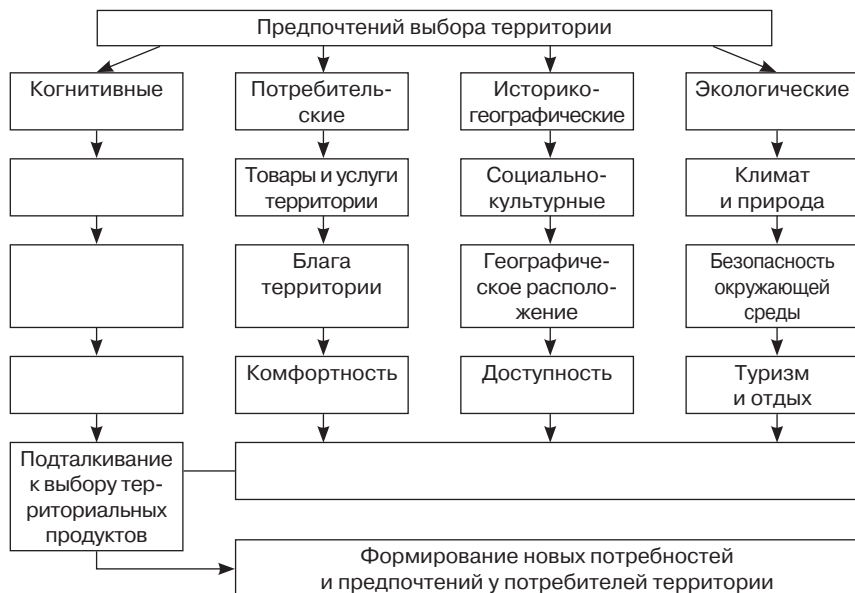 Предпочтений выбора территории
Когнитивные
Потребитель-
ские
Историко-
географические
Экологические
Товары и услуги
территории
Социально-
культурные
Климат
и природа
Блага
территории
Географиче-
ское располо-
жение
Безопасность
окружающей
среды
Комфортность
Доступность
Туризм
и отдых
Подталкивание
к выбору тер-
риториальных
продуктов
Формирование новых потребностей
и предпочтений у потребителей территории